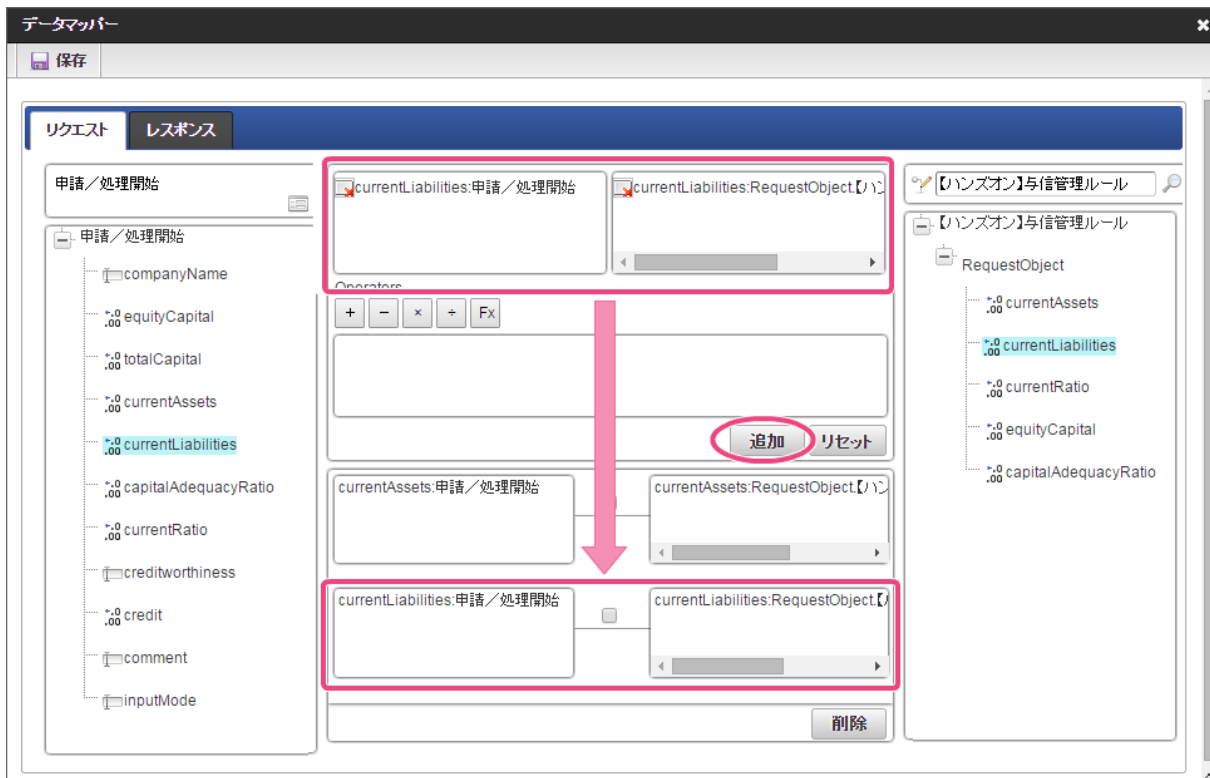 データマッパー
保存
リクエスト
レスポンス
申請／処理開始
申請／処理開始
companyName
equityCapital
totalCapital
currentAssets
currentLiabilities
capitalAdequacyRatio
currentRatio
creditworthiness
credit
comment
inputMode
currentLiabilities:申請／処理開始
currentLiabilities:RequestObject.【ハン
Operators
+ − × ÷ Fx
追加
リセット
currentAssets:申請／処理開始
currentAssets:RequestObject.【ハン
currentLiabilities:申請／処理開始
currentLiabilities:RequestObject.【ハ
削除
【ハンズオン】与信管理ルール
【ハンズオン】与信管理ルール
RequestObject
currentAssets
currentLiabilities
currentRatio
equityCapital
capitalAdequacyRatio